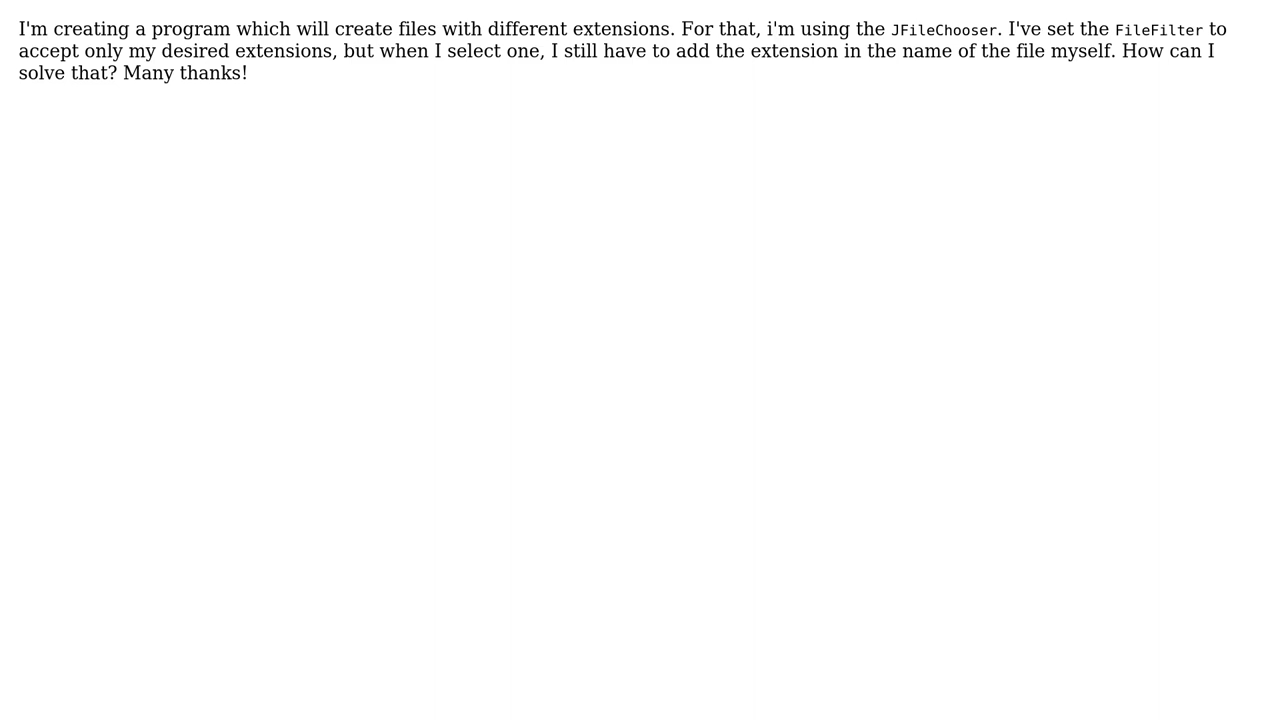 I'm creating a program which will create files with different extensions. For that, i'm using the JFileChooser. I've set the FileFilter to
accept only my desired extensions, but when I select one, I still have to add the extension in the name of the file myself. How can I
solve that? Many thanks!